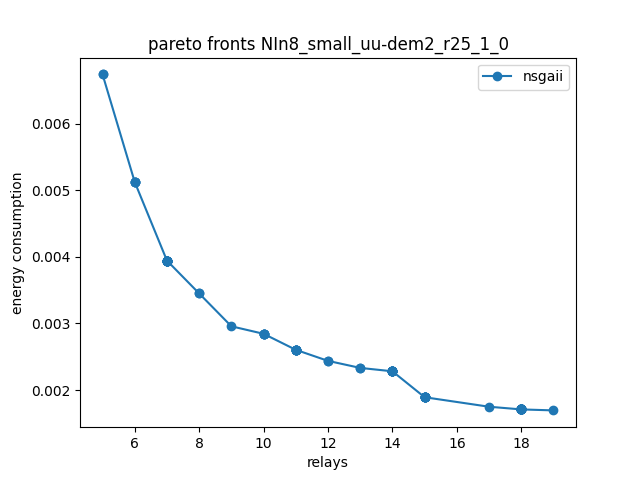 pareto fronts NIn8_small_uu-dem2_r25_1_0
nsgaii
energy consumption
0.006
0.005
0.004
0.003
0.002
6 8 10 12 14 16 18
relays